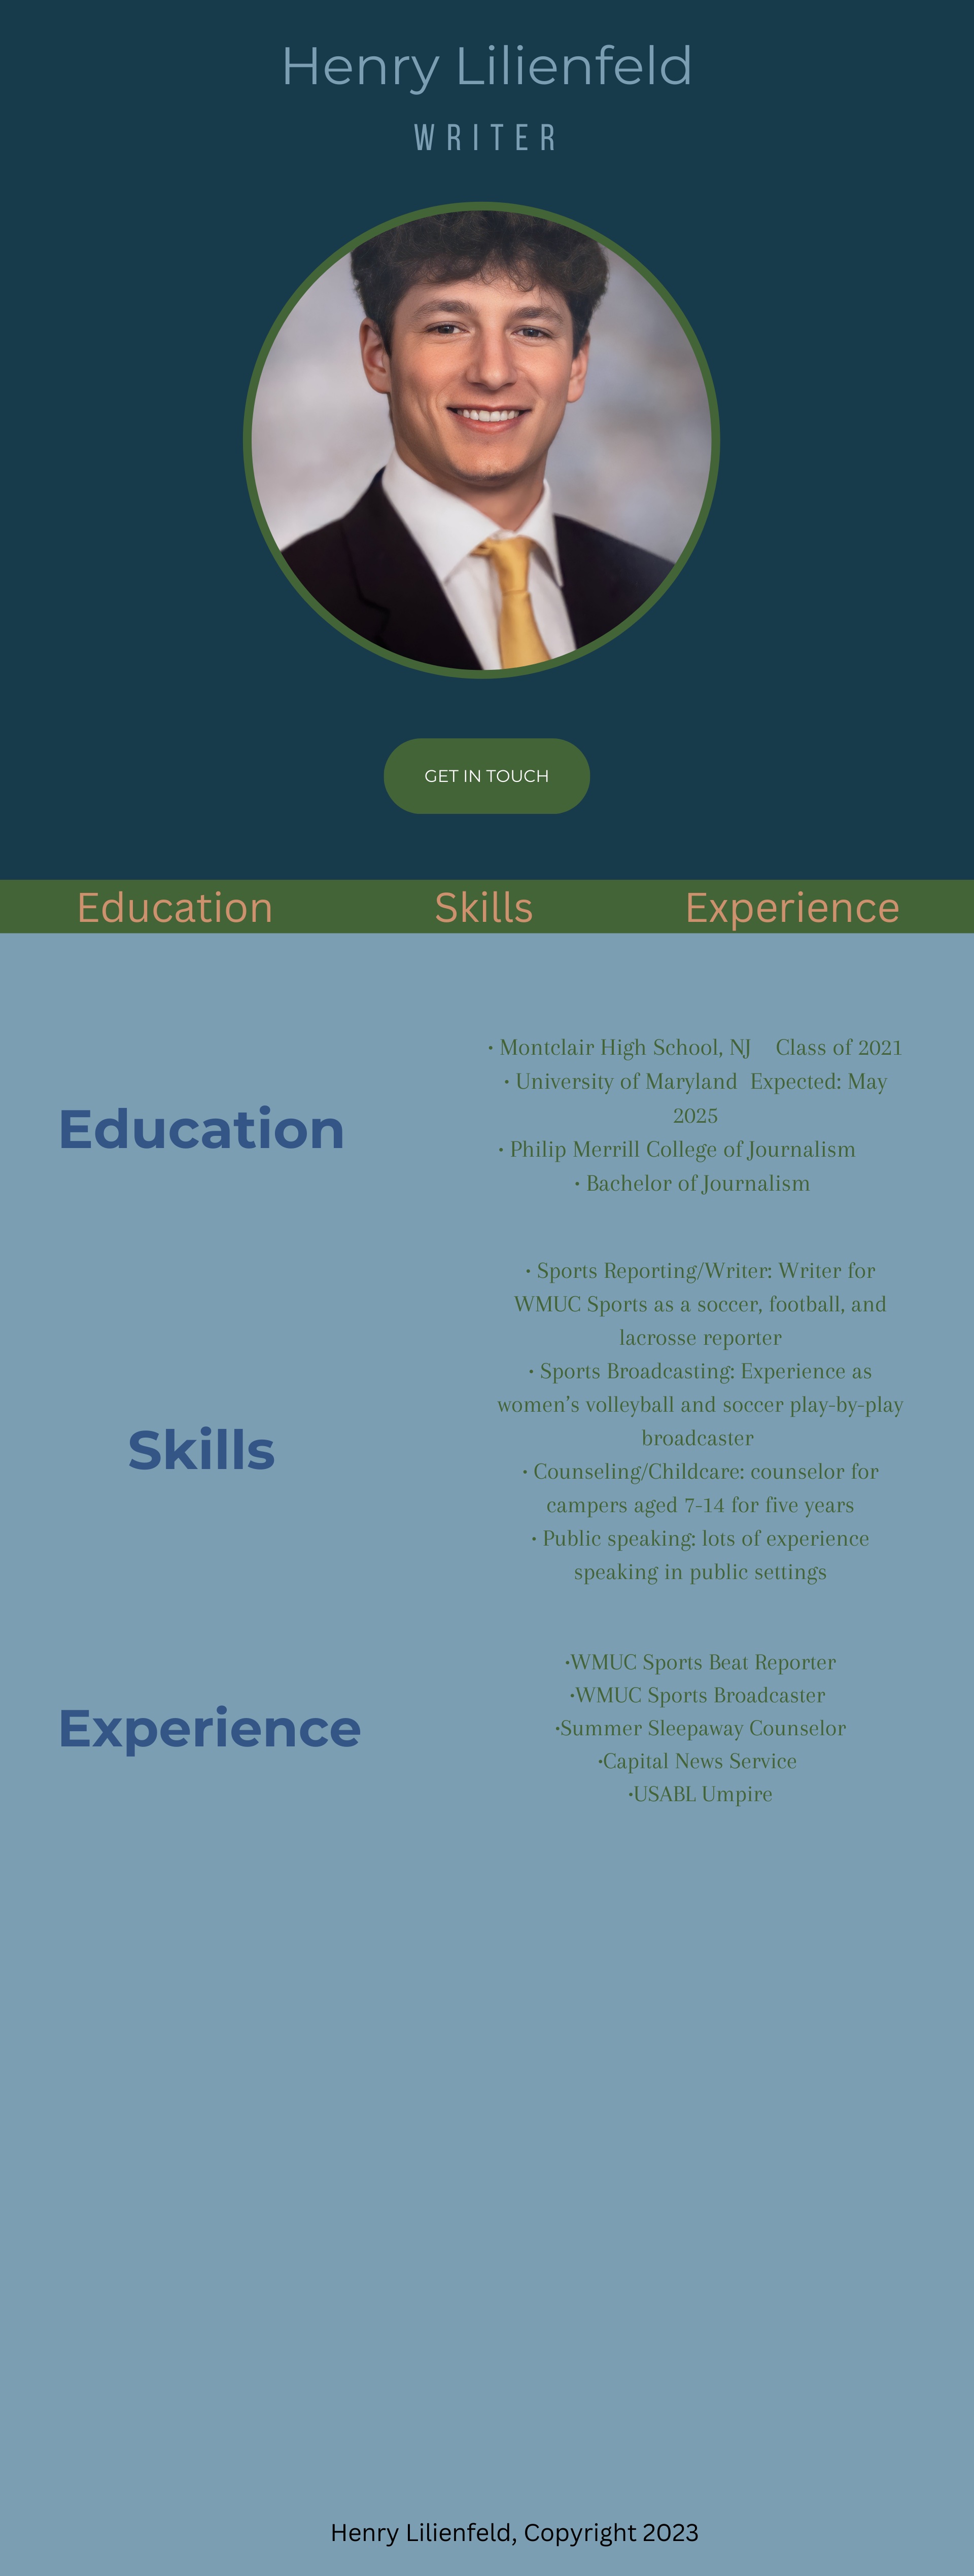 Henry Lilienfeld
WRITER
GET IN TOUCH
Education Skills Experience
Education
• Montclair High School, NJ Class of 2021
• University of Maryland Expected: May
2025
• Philip Merrill College of Journalism
• Bachelor of Journalism
Skills
• Sports Reporting/Writer: Writer for
WMUC Sports as a soccer, football, and
lacrosse reporter
• Sports Broadcasting: Experience as
women’s volleyball and soccer play-by-play
broadcaster
• Counseling/Childcare: counselor for
campers aged 7-14 for five years
• Public speaking: lots of experience
speaking in public settings
Experience
•WMUC Sports Beat Reporter
•WMUC Sports Broadcaster
•Summer Sleepaway Counselor
•Capital News Service
•USABL Umpire
Henry Lilienfeld, Copyright 2023